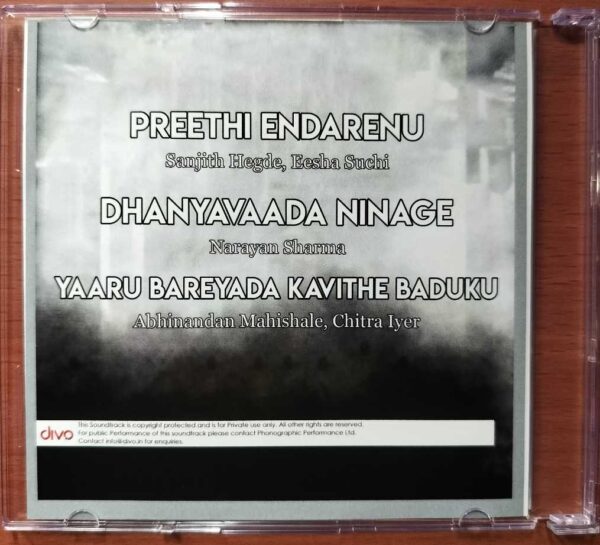 PREETHI ENDARENU
Sanjith Hegde, Eesha Suchi
DHANYAVAADA NINAGE
Narayan Sharma
YAARU BAREYADA KAVITHE BADUKU
Abhinandan Mahishale, Chitra Iyer
divo
This Soundtrack is copyright protected and is for Private use only. All other rights are reserved.
For public Performance of this soundtrack please contact Phonographic Performance Ltd.
Contact info@divo.in for enquiries.